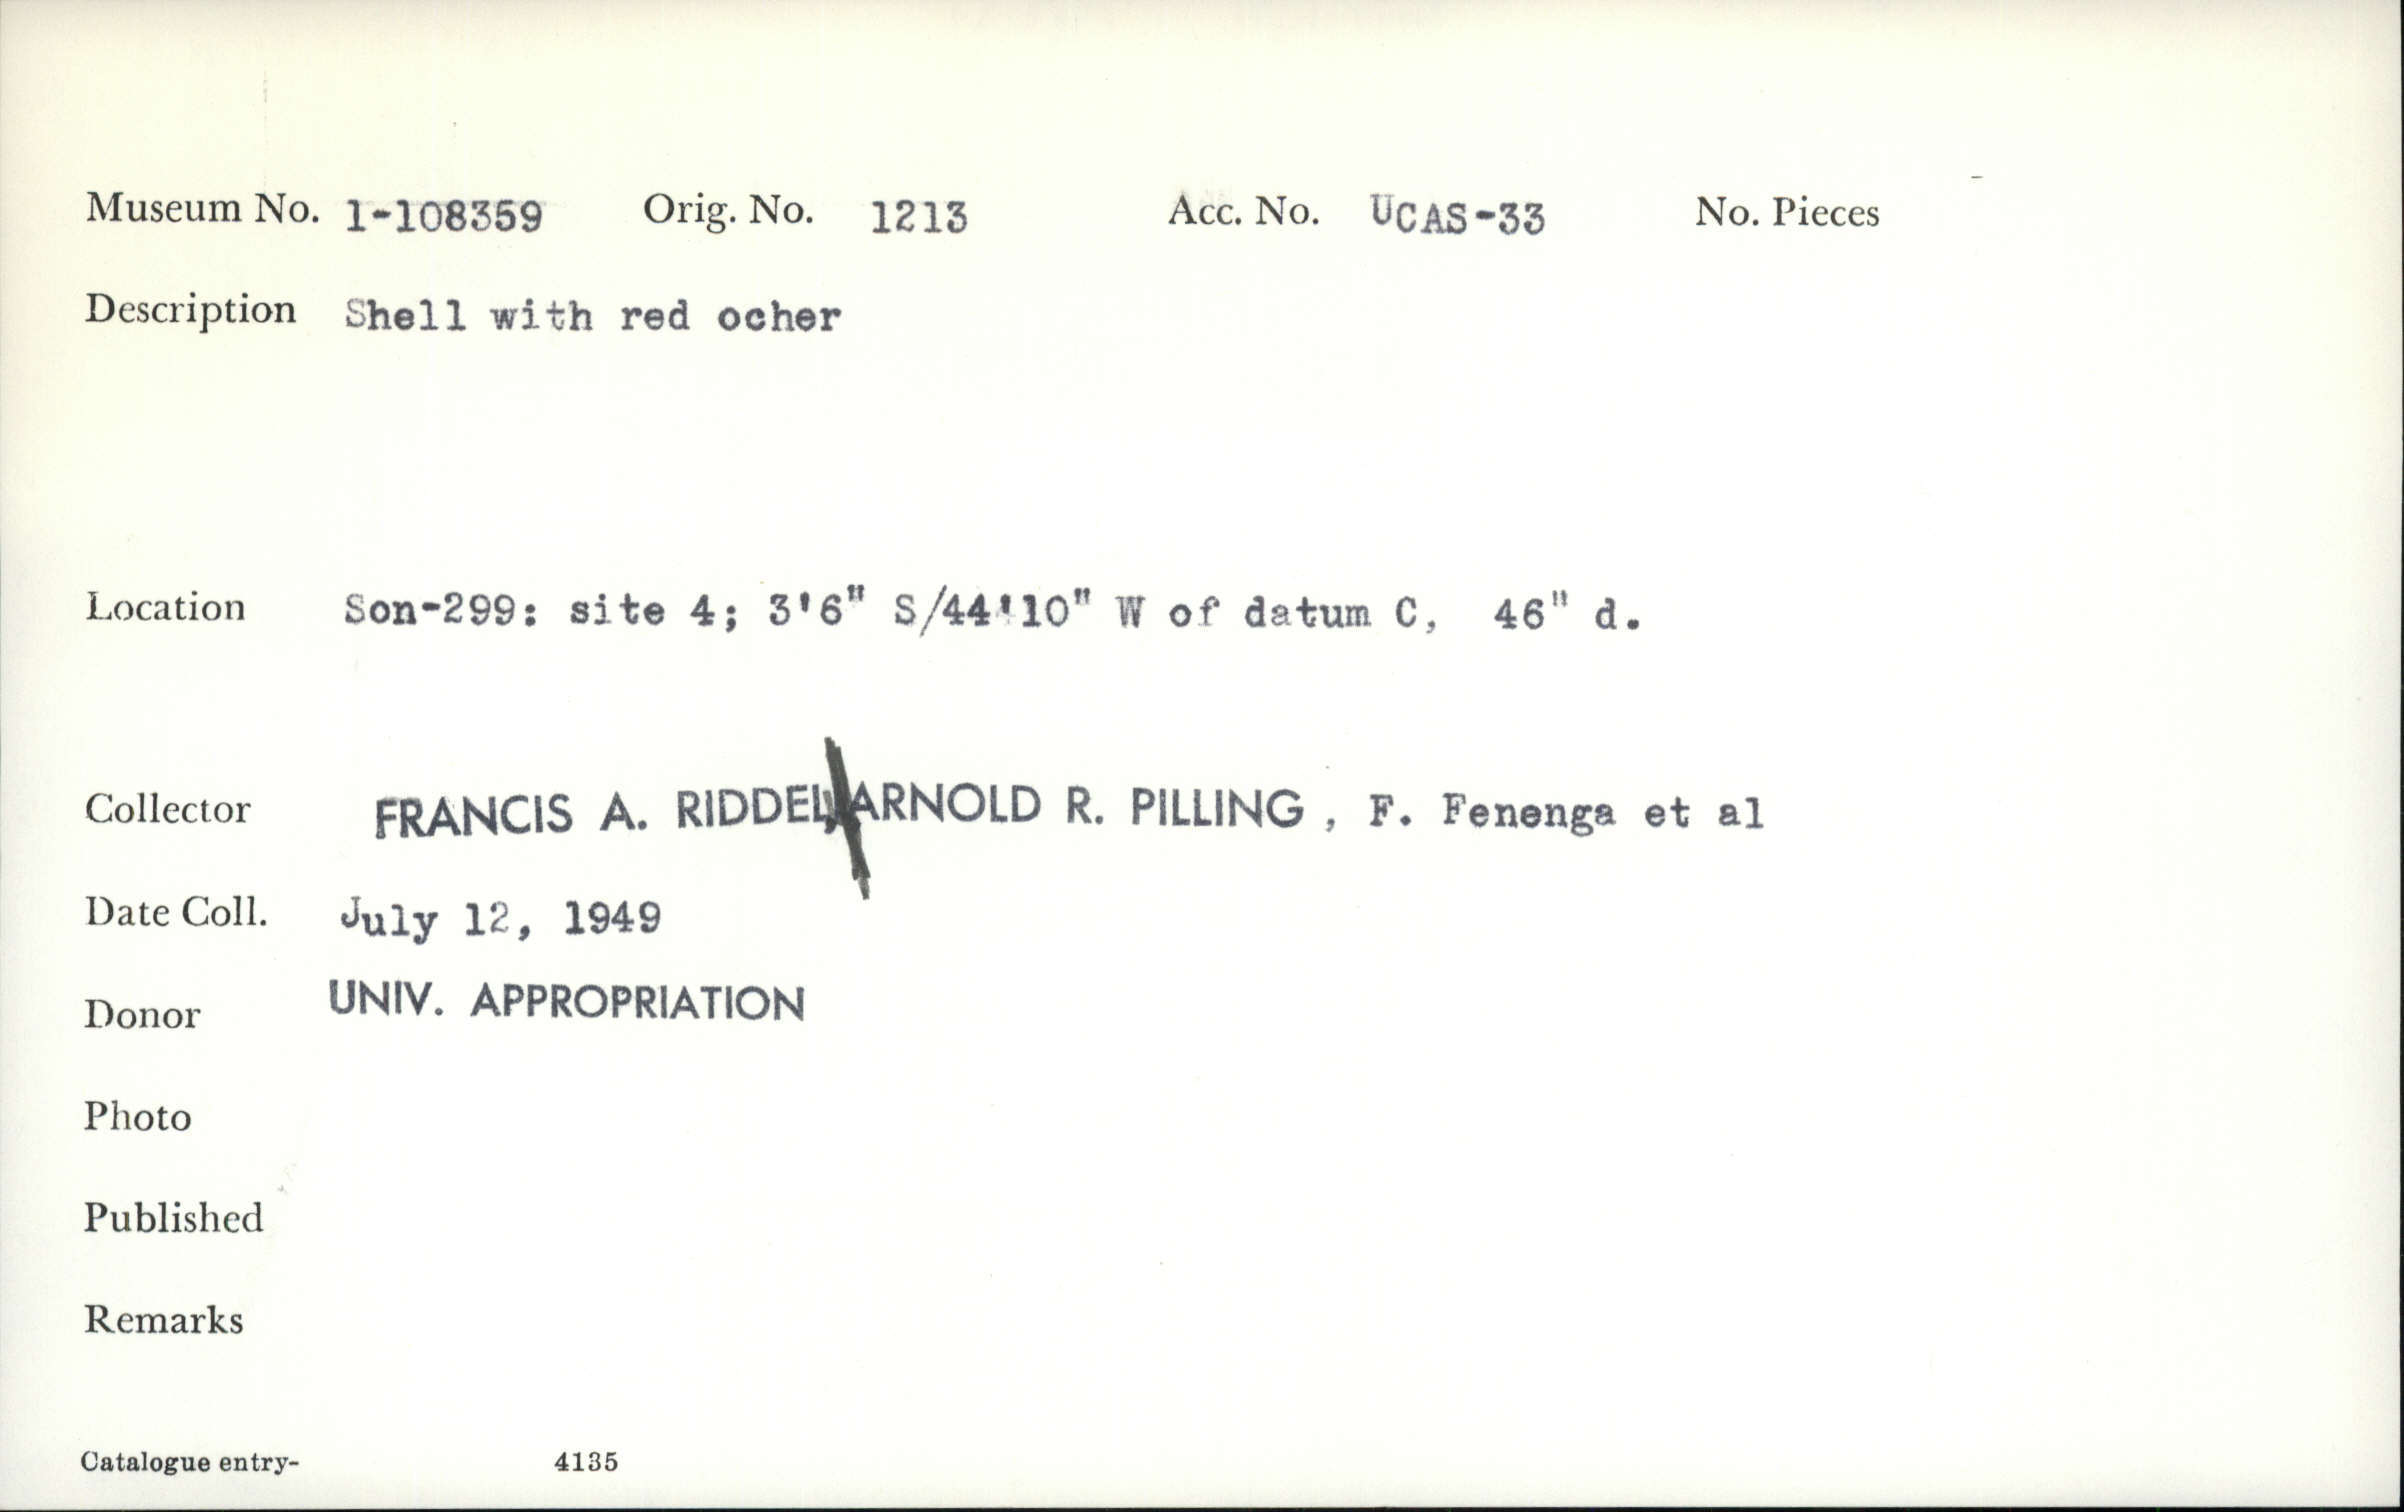 Museum No. 1-108359 Orig. No. 1213 Acc. No. UCAS-33 No. Pieces
Description Shell with red ocher
Location Son-299: site 4; 3'6" S/44'10" W of datum C, 46" d.
Collector FRANCIS A. RIDDEL, ARNOLD R. PILLING, F. Fenenga et al
Date Coll. July 12, 1949
Donor UNIV. APPROPRIATION
Photo
Published
Remarks
Catalogue entry- 4135